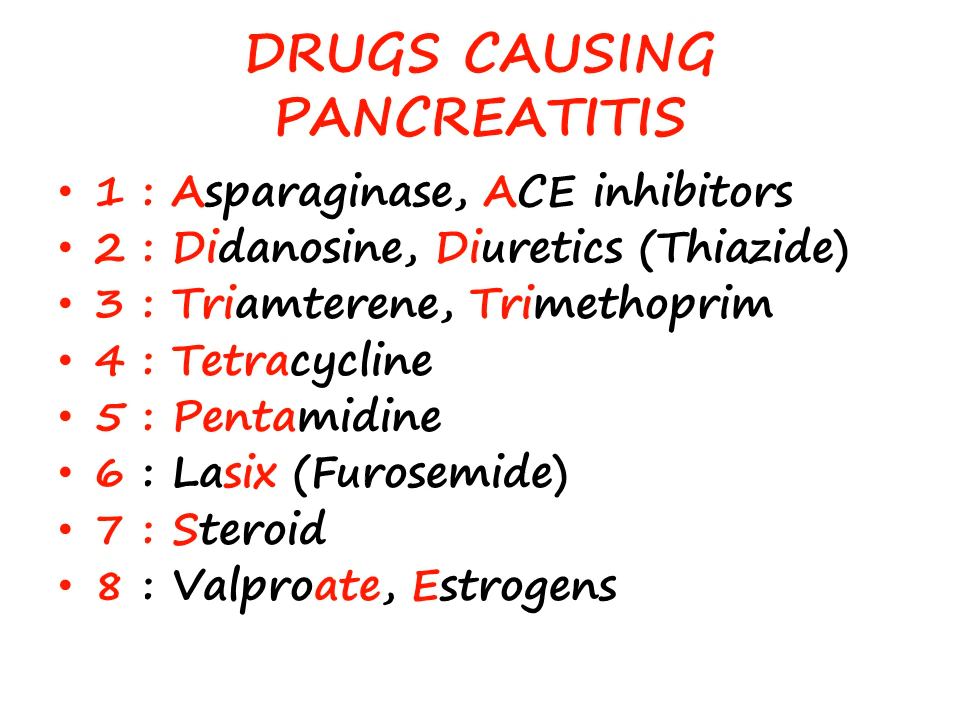 DRUGS CAUSING
PANCREATITIS
• 1 : Asparaginase, ACE inhibitors
• 2 : Didanosine, Diuretics (Thiazide)
• 3 : Triamterene, Trimethoprim
• 4 : Tetracycline
• 5 : Pentamidine
• 6 : Lasix (Furosemide)
• 7 : Steroid
• 8 : Valproate, Estrogens